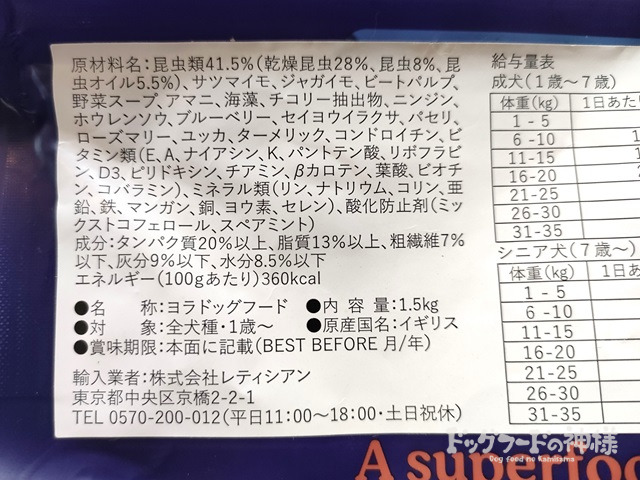 原材料名:昆虫類41.5%(乾燥昆虫28%、昆虫8%、昆
虫オイル5.5%)、サツマイモ、ジャガイモ、ビートパルプ、
野菜スープ、アマニ、海藻、チコリー抽出物、ニンジン、
ホウレンソウ、ブルーベリー、セイヨウイラクサ、パセリ、
ローズマリー、ユッカ、ターメリック、コンドロイチン、ビ
タミン類(E、A、ナイアシン、K、パントテン酸、リボフラビ
ン、D3、ピリドキシン、チアミン、βカロテン、葉酸、ビオチ
ン、コバラミン)、ミネラル類(リン、ナトリウム、コリン、亜
鉛、鉄、マンガン、銅、ヨウ素、セレン)、酸化防止剤(ミッ
クストコフェロール、スペアミント)
成分:タンパク質20%以上、脂質13%以上、粗繊維7%
以下、灰分9%以下、水分8.5%以下
エネルギー(100gあたり)360kcal
●名 称:ヨラドッグフード ●内 容 量:1.5kg
●対 象:全犬種・1歳〜 ●原産国名:イギリス
●賞味期限:本面に記載(BEST BEFORE 月/年)
輸入業者:株式会社レティシアン
東京都中央区京橋2-2-1
TEL 0570-200-012(平日11:00〜18:00・土日祝休)
給与量表
成犬(1歳〜7歳)
体重(kg) 1日あたり
1-5
6-10
11-15
16-20
21-25
26-30
31-35
シニア犬(7歳〜)
体重(kg) 1日あた
1-5
6-10
11-15
16-20
21-25
26-30
31-35
A superfoo
ドッグフードの神様
Dog food no Kamisama